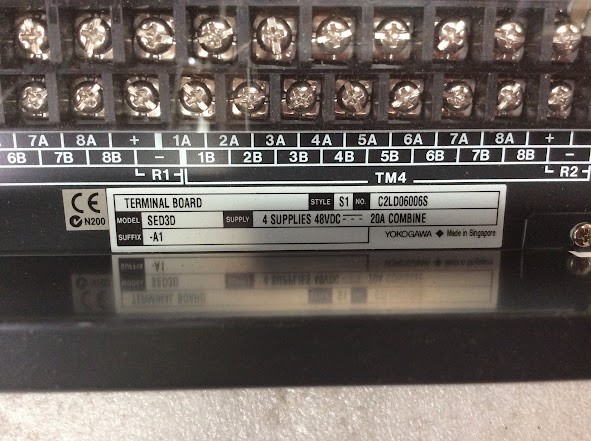 7A 8A + 1A 2A 3A 4A 5A 6A 7A 8A +
6B 7B 8B − 1B 2B 3B 4B 5B 6B 7B 8B −
R1 TM4 R2
CE
N200
TERMINAL BOARD STYLE S1 NO. C2LD06006S
MODEL SED3D SUPPLY 4 SUPPLIES 48VDC 20A COMBINE
SUFFIX -A1 YOKOGAWA ◆ Made in Singapore